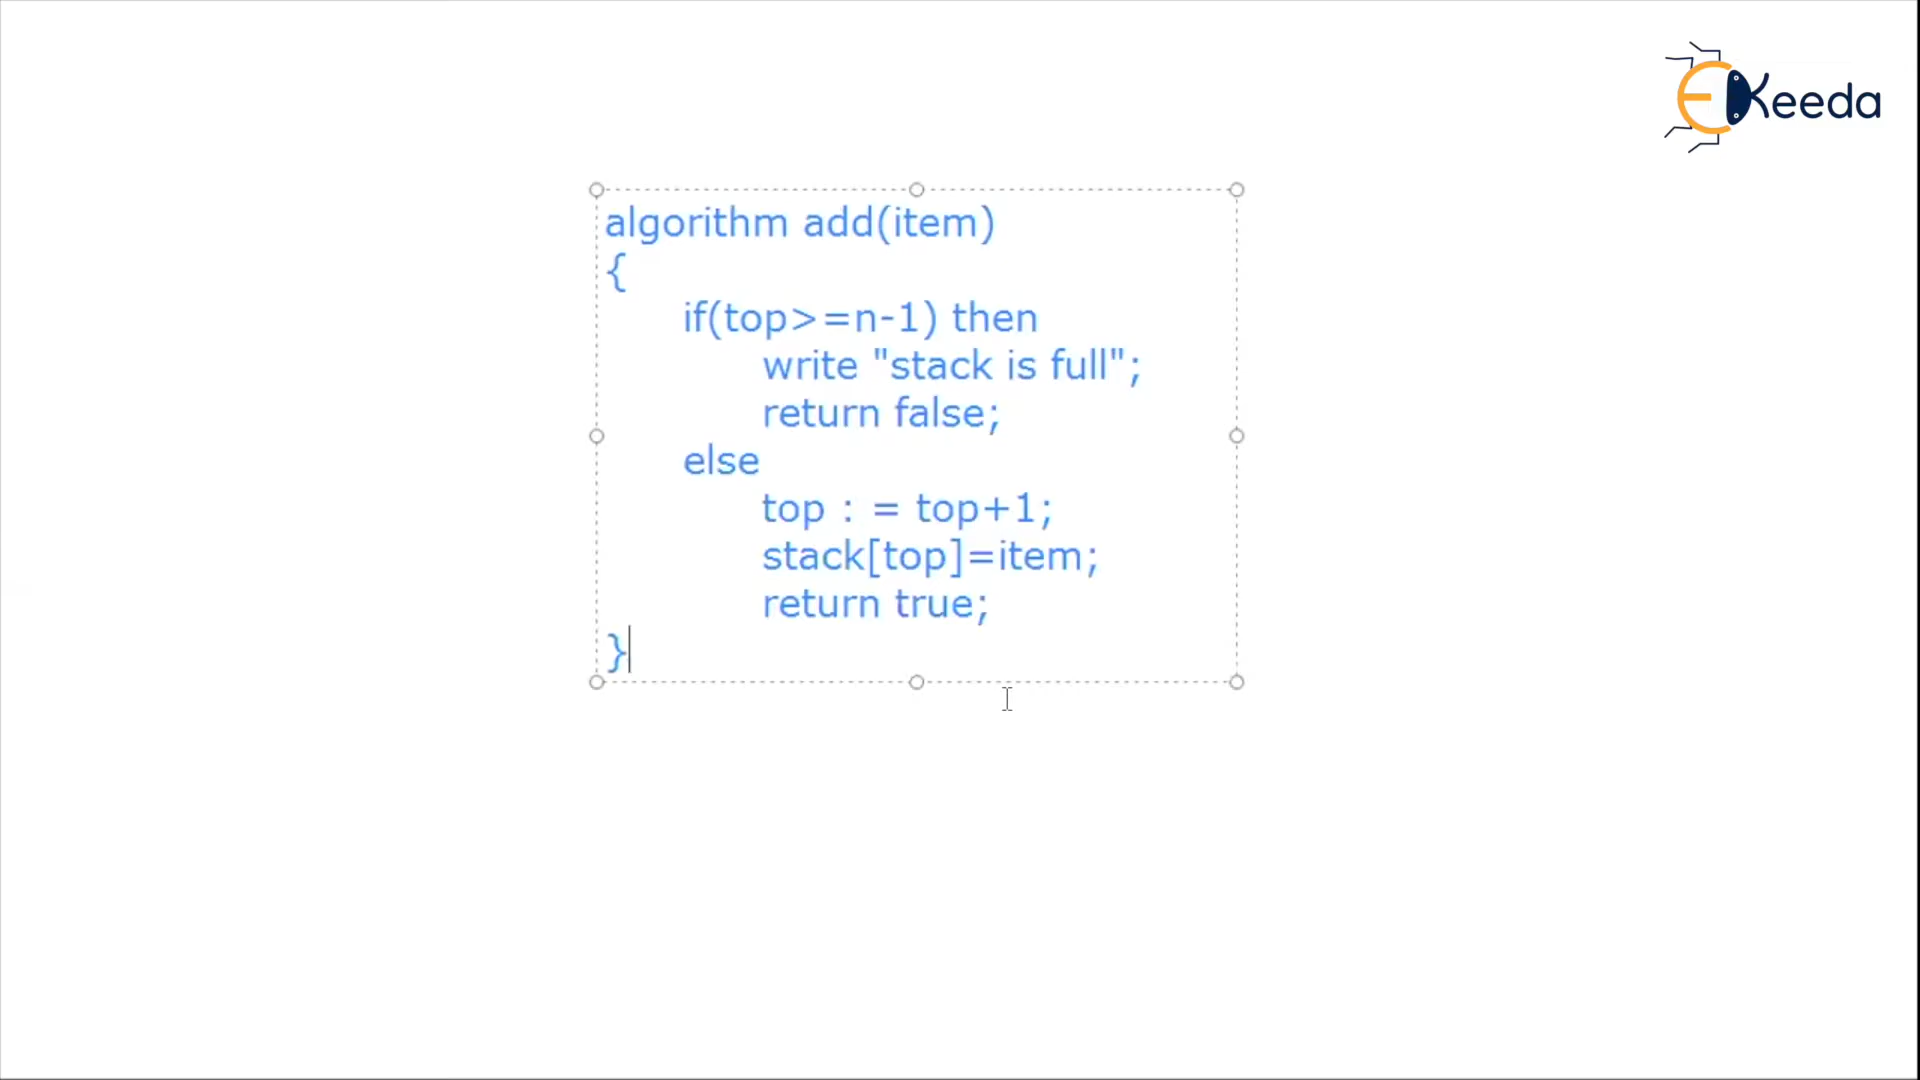 EKeeda
algorithm add(item)
{
if(top>=n-1) then
write "stack is full";
return false;
else
top : = top+1;
stack[top]=item;
return true;
}